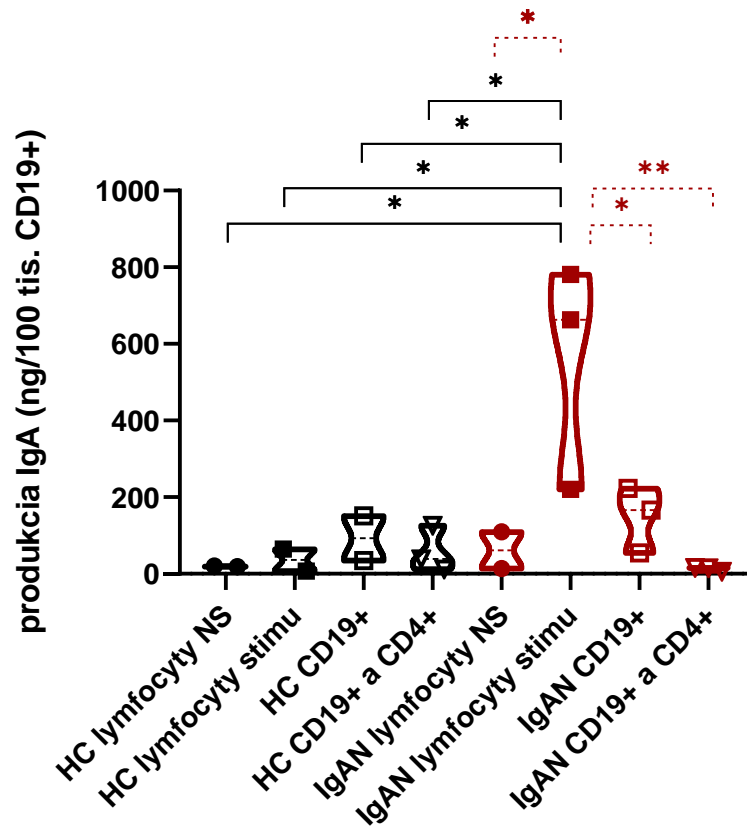 *
*
*
*
**
*
*
produkcia IgA (ng/100 tis. CD19+)
1000
800
600
400
200
0
HC lymfocyty NS
HC lymfocyty stimu
HC CD19+
HC CD19+ a CD4+
IgAN lymfocyty NS
IgAN lymfocyty stimu
IgAN CD19+
IgAN CD19+ a CD4+